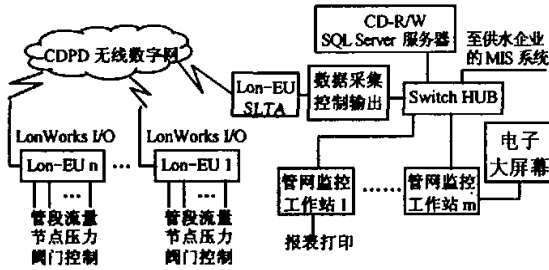 CD-R/W
SQL Server 服务器
至供水企业
的 MIS 系统
CDPD 无线数字网
Lon-EU
SLTA
数据采集
控制输出
Switch HUB
LonWorks I/O
LonWorks I/O
Lon-EU n
...
Lon-EU 1
管网监控
工作站 1
......
管网监控
工作站 m
电子
大屏幕
...
...
管段流量
节点压力
阀门控制
管段流量
节点压力
阀门控制
报表打印